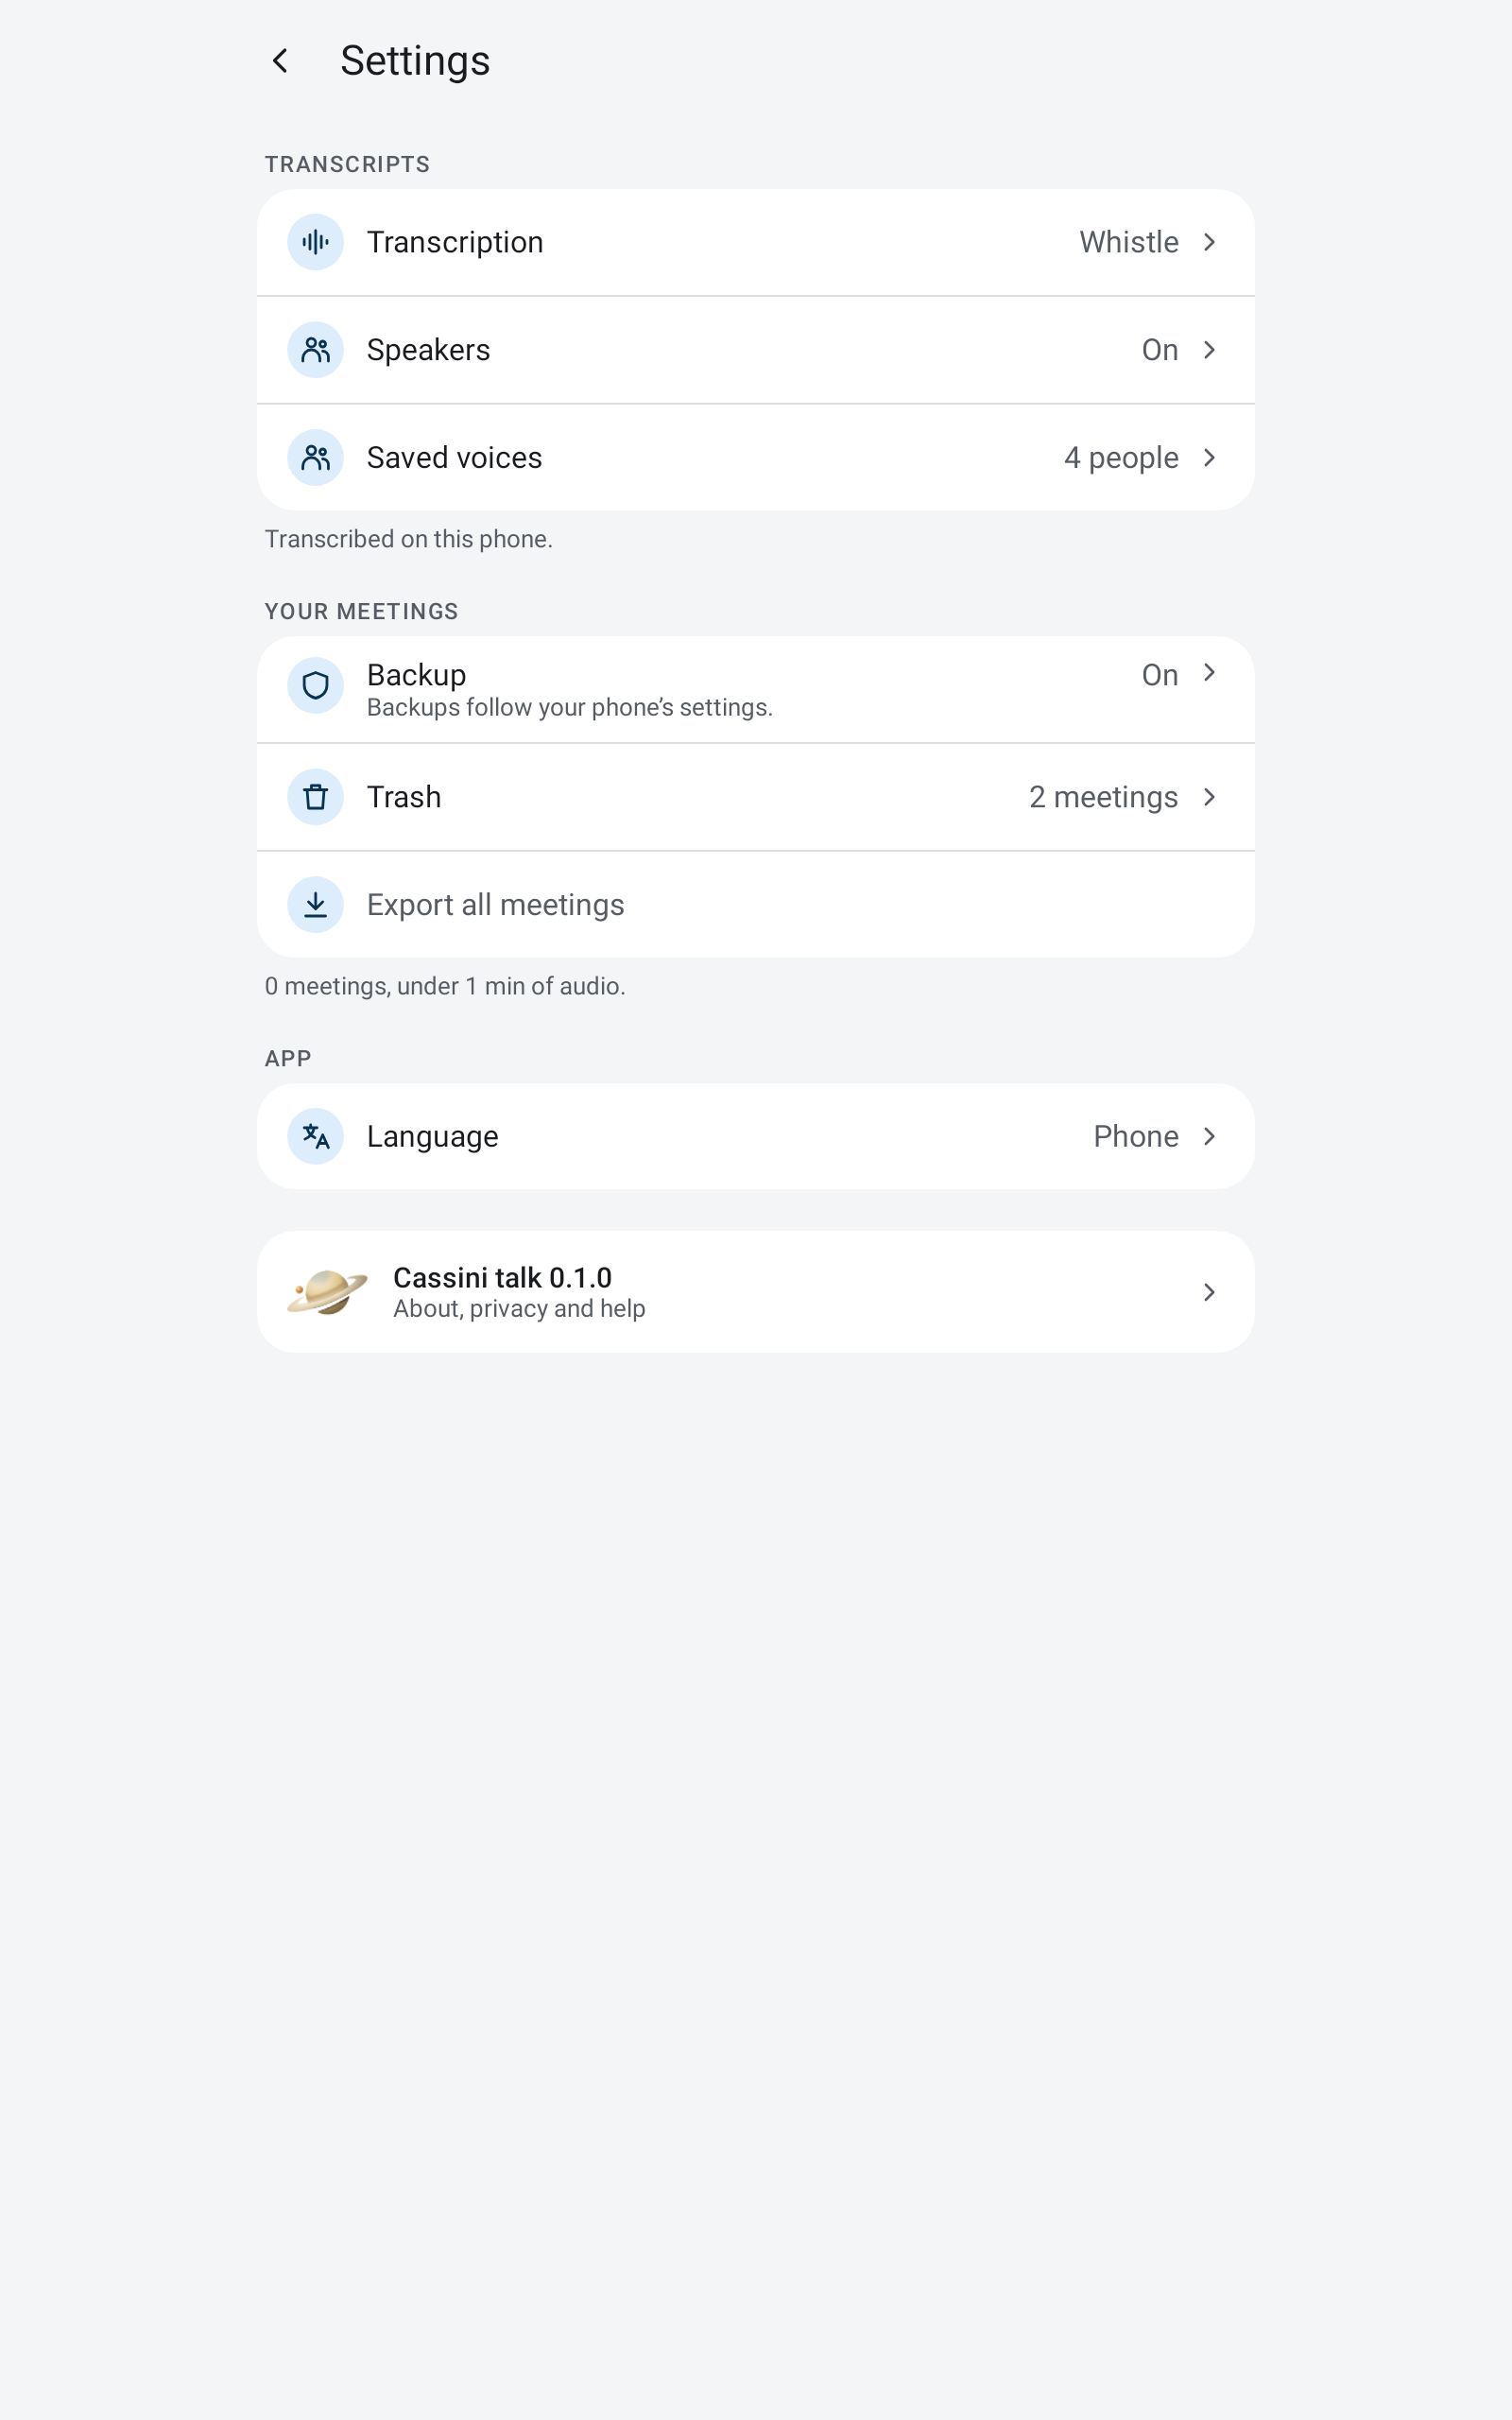 Settings
TRANSCRIPTS
Transcription Whistle
Speakers On
Saved voices 4 people
Transcribed on this phone.
YOUR MEETINGS
Backup On
Backups follow your phone’s settings.
Trash 2 meetings
Export all meetings
0 meetings, under 1 min of audio.
APP
Language Phone
Cassini talk 0.1.0
About, privacy and help